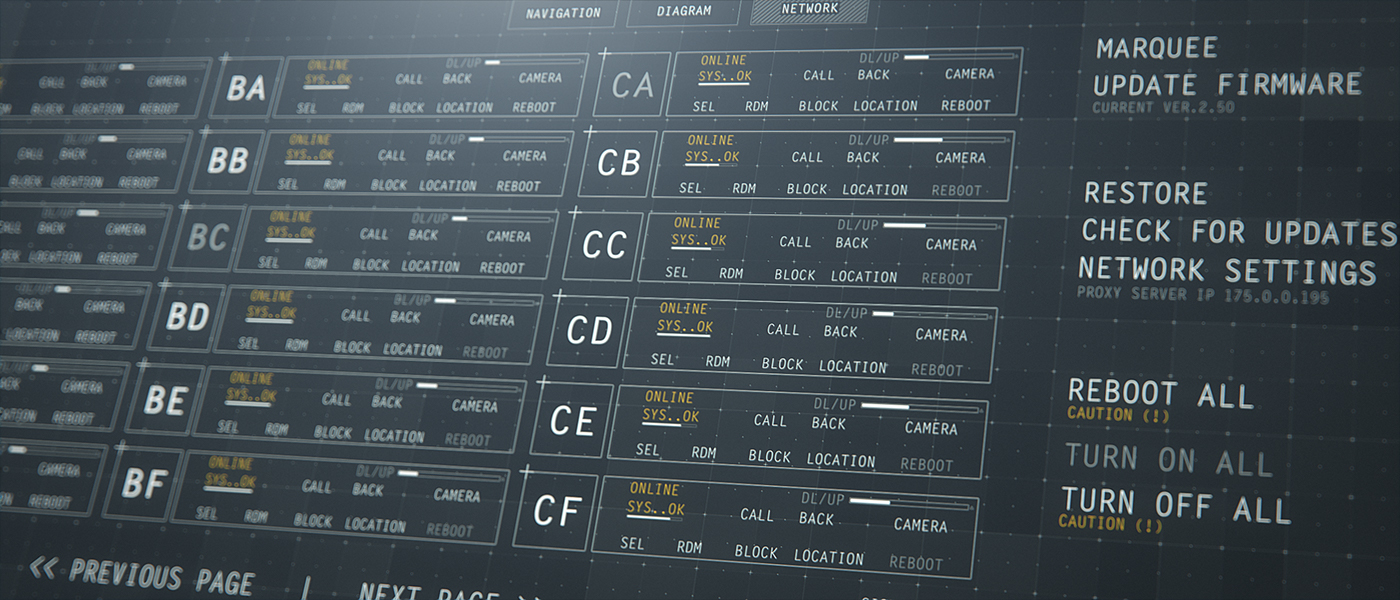 NAVIGATION DIAGRAM NETWORK
CALL BACK CAMERA
BLOCK LOCATION REBOOT
BA
ONLINE DL/UP
SYS..OK CALL BACK CAMERA
SEL RDM BLOCK LOCATION REBOOT
CA
ONLINE DL/UP
SYS..OK CALL BACK CAMERA
SEL RDM BLOCK LOCATION REBOOT
CALL BACK CAMERA
BLOCK LOCATION REBOOT
BB
ONLINE DL/UP
SYS..OK CALL BACK CAMERA
SEL RDM BLOCK LOCATION REBOOT
CB
ONLINE DL/UP
SYS..OK CALL BACK CAMERA
SEL RDM BLOCK LOCATION REBOOT
CALL BACK CAMERA
LOCATION REBOOT
BC
ONLINE DL/UP
SYS..OK CALL BACK CAMERA
SEL RDM BLOCK LOCATION REBOOT
CC
ONLINE DL/UP
SYS..OK CALL BACK CAMERA
SEL RDM BLOCK LOCATION REBOOT
BACK CAMERA
LOCATION REBOOT
BD
ONLINE DL/UP
SYS..OK CALL BACK CAMERA
SEL RDM BLOCK LOCATION REBOOT
CD
ONLINE DL/UP
SYS..OK CALL BACK CAMERA
SEL RDM BLOCK LOCATION REBOOT
CAMERA
REBOOT
BE
ONLINE DL/UP
SYS..OK CALL BACK CAMERA
SEL RDM BLOCK LOCATION REBOOT
CE
ONLINE DL/UP
SYS..OK CALL BACK CAMERA
SEL RDM BLOCK LOCATION REBOOT
CAMERA
REBOOT
BF
ONLINE DL/UP
SYS..OK CALL BACK CAMERA
SEL RDM BLOCK LOCATION REBOOT
CF
ONLINE DL/UP
SYS..OK CALL BACK CAMERA
SEL RDM BLOCK LOCATION REBOOT
<< PREVIOUS PAGE | NEXT PAGE >>
MARQUEE
UPDATE FIRMWARE
CURRENT VER.2.50
RESTORE
CHECK FOR UPDATES
NETWORK SETTINGS
PROXY SERVER IP 175.0.0.195
REBOOT ALL
CAUTION (!)
TURN ON ALL
TURN OFF ALL
CAUTION (!)